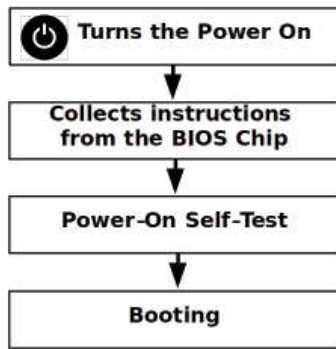 Turns the Power On
Collects instructions
from the BIOS Chip
Power-On Self-Test
Booting